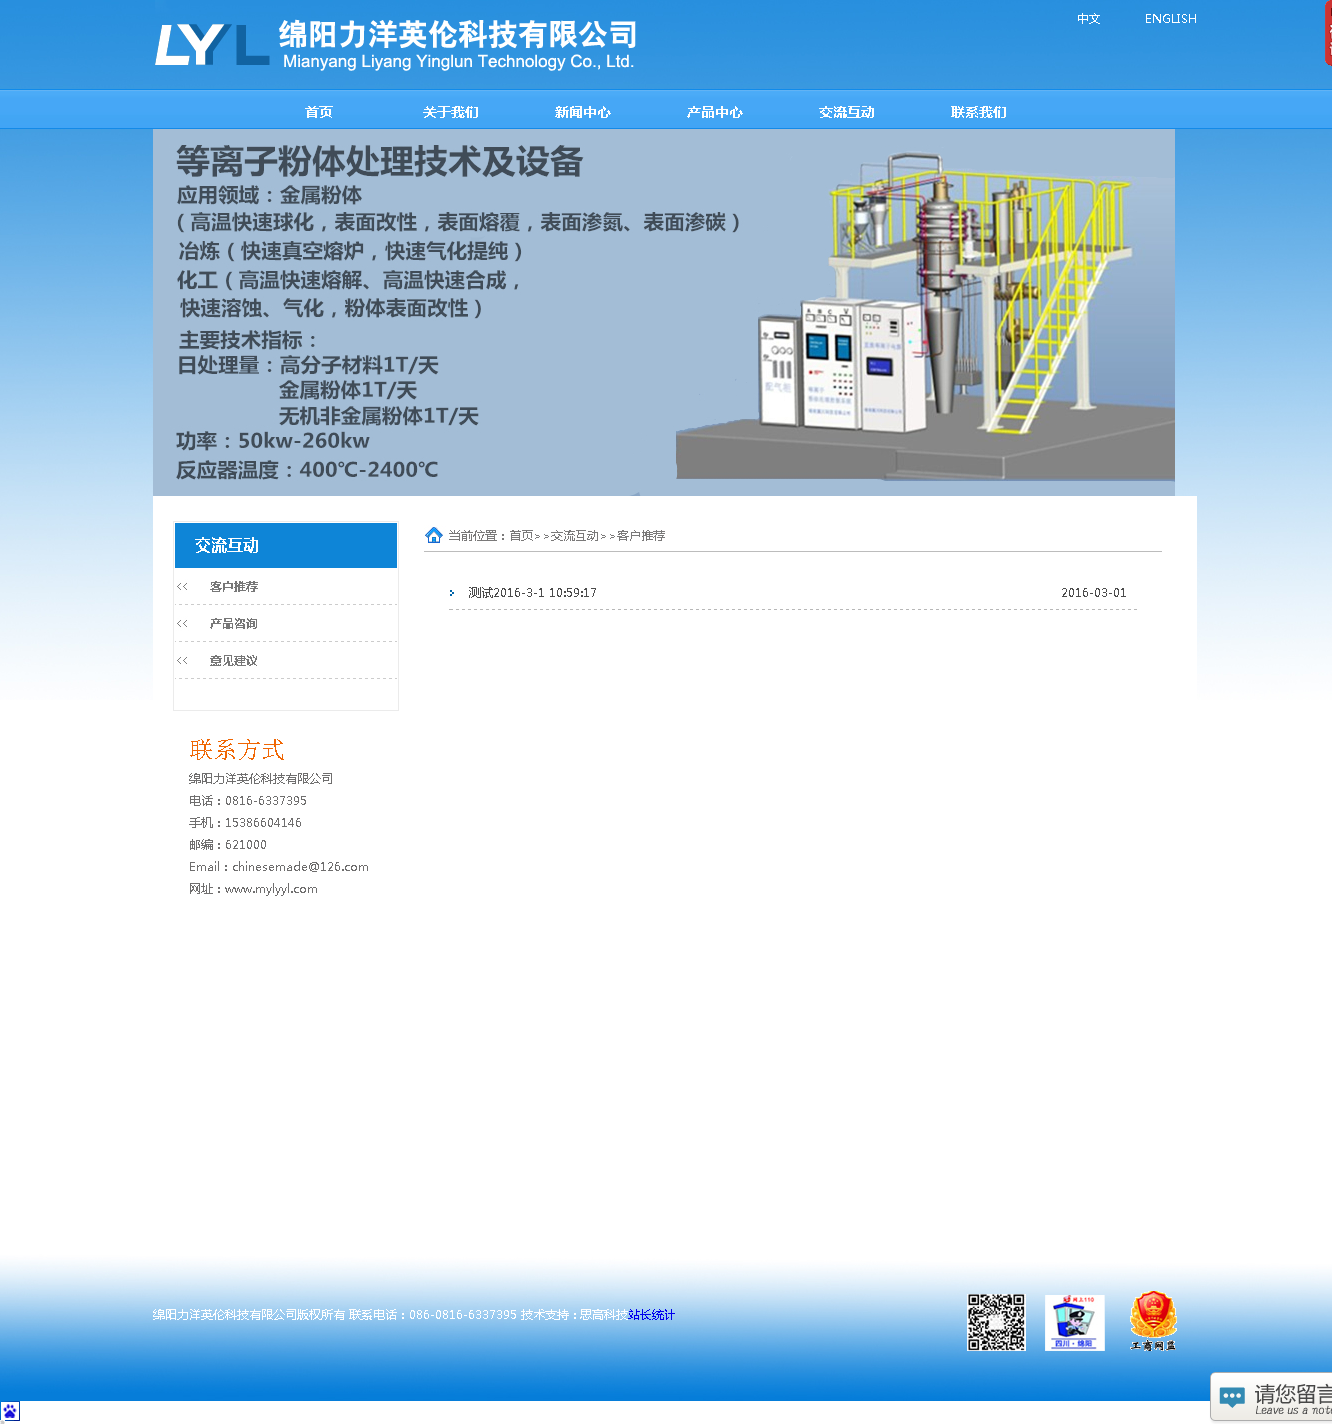 LYL 绵阳力洋英伦科技有限公司
Mianyang Liyang Yinglun Technology Co., Ltd.
中文 ENGLISH
首页 关于我们 新闻中心 产品中心 交流互动 联系我们
等离子粉体处理技术及设备
应用领域：金属粉体
（高温快速球化，表面改性，表面熔覆，表面渗氮、表面渗碳）
冶炼（快速真空熔炉，快速气化提纯）
化工（高温快速熔解、高温快速合成，
快速溶蚀、气化，粉体表面改性）
主要技术指标：
日处理量：高分子材料1T/天
金属粉体1T/天
无机非金属粉体1T/天
功率：50kw-260kw
反应器温度：400℃-2400℃
配气柜
A B C V
交流互动
<< 客户推荐
<< 产品咨询
<< 意见建议
当前位置：首页>>交流互动>>客户推荐
测试2016-3-1 10:59:17 2016-03-01
联系方式
绵阳力洋英伦科技有限公司
电话：0816-6337395
手机：15386604146
邮编：621000
Email：chinesemade@126.com
网址：www.mylyyl.com
绵阳力洋英伦科技有限公司版权所有 联系电话：086-0816-6337395 技术支持：思高科技站长统计
网上110
四川·绵阳
工商网监
请您留言
Leave us a note